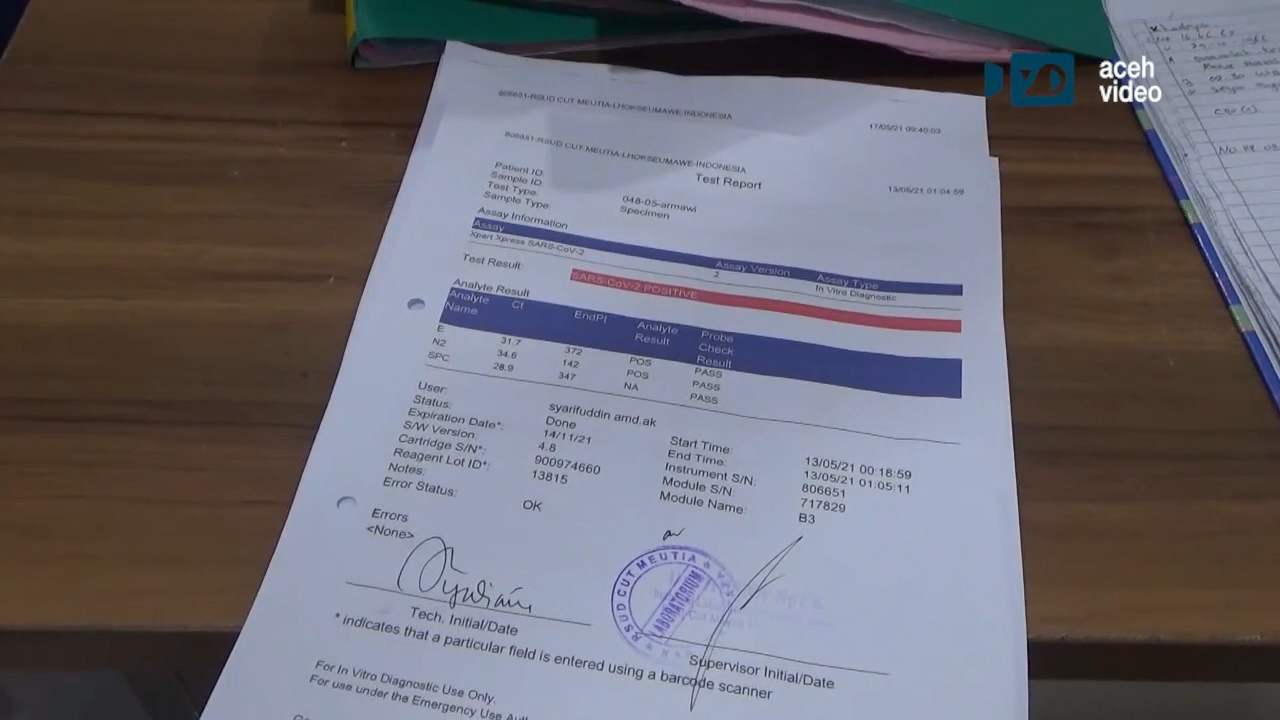 aceh
video
806651-RSUD CUT MEUTIA-LHOKSEUMAWE-INDONESIA
17/05/21 09:40:03
806651-RSUD CUT MEUTIA-LHOKSEUMAWE-INDONESIA
Test Report
13/05/21 01:04:59
Patient ID:
Sample ID: 048-05-armawi
Test Type: Specimen
Sample Type:
Assay Information
Assay Assay Version Assay Type
Xpert Xpress SARS-CoV-2 2 In Vitro Diagnostic
Test Result: SARS-CoV-2 POSITIVE
Analyte Result
Analyte Name Ct EndPt Analyte Result Probe Check Result
E 31.7 372 POS PASS
N2 34.6 142 POS PASS
SPC 28.9 347 NA PASS
User: syarifuddin amd.ak
Status: Done
Expiration Date*: 14/11/21
S/W Version: 4.8
Cartridge S/N*: 900974660
Reagent Lot ID*: 13815
Notes:
Error Status: OK
Start Time: 13/05/21 00:18:59
End Time: 13/05/21 01:05:11
Instrument S/N: 806651
Module S/N: 717829
Module Name: B3
Errors
<None>
RSUD CUT MEUTIA
LABORATORIUM
Tech. Initial/Date
Supervisor Initial/Date
* indicates that a particular field is entered using a barcode scanner
For In Vitro Diagnostic Use Only.
For use under the Emergency Use